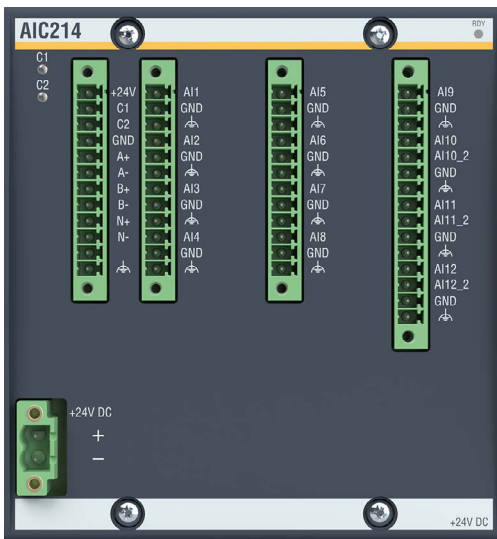 AIC214
RDY
C1
C2
+24V
C1
C2
GND
A+
A-
B+
B-
N+
N-
AI1
GND
AI2
GND
AI3
GND
AI4
GND
AI5
GND
AI6
GND
AI7
GND
AI8
GND
AI9
GND
AI10
AI10_2
GND
AI11
AI11_2
GND
AI12
AI12_2
GND
+24V DC
+
−
+24V DC